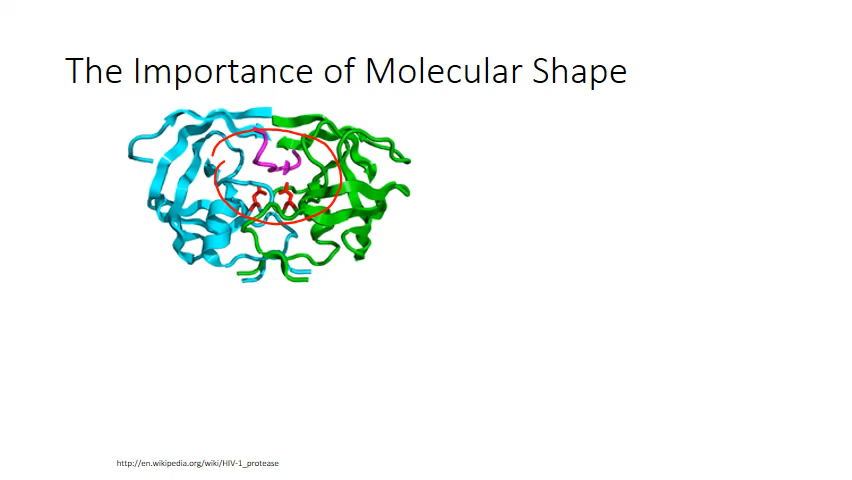 The Importance of Molecular Shape
http://en.wikipedia.org/wiki/HIV-1_protease